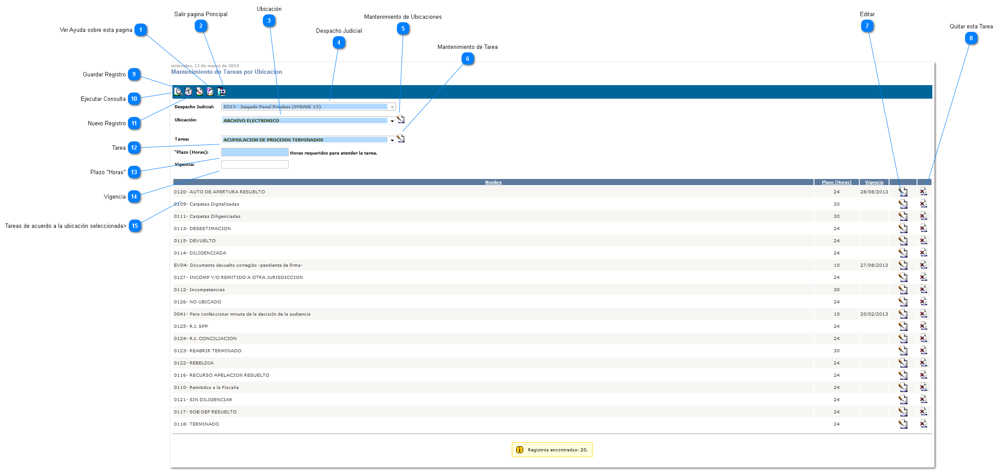 Ubicación
3
Salir pagina Principal
2
Editar
7
Mantenimiento de Ubicaciones
5
Quitar esta Tarea
8
Ver Ayuda sobre esta pagina 1
Despacho Judicial
4
Mantenimiento de Tarea
6
miércoles, 12 de marzo de 2014
Mantenimiento de Tareas por Ubicacion
Guardar Registro 9
Ejecutar Consulta 10
Nuevo Registro 11
Tarea 12
Plazo "Horas" 13
Vigencia 14
Tareas de acuerdo a la ubicación seleccionada> 15
Despacho Judicial: 0515 - Juzgado Penal Pruebas (SYBASE 15)
Ubicación: ARCHIVO ELECTRONICO
Tarea: ACUMULACION DE PROCESOS TERMINADOS
*Plazo (Horas): Horas requeridos para atender la tarea.
Vigencia:
Nombre Plazo (Horas) Vigencia
0120- AUTO DE APERTURA RESUELTO 24 28/08/2013
0109- Carpetas Digitalizadas 20
0111- Carpetas Diligenciadas 30
0113- DESESTIMACION 24
0115- DEVUELTO 24
0114- DILIGENCIADA 24
EV04- Documento devuelto corregido -pendiente de firma- 10 27/08/2013
0127- INCOMP Y/O REMITIDO A OTRA JURISDICCION 24
0112- Incompetencias 30
0126- NO UBICADO 24
0041- Para confeccionar minuta de la decisión de la audiencia 10 20/02/2013
0125- R.I. SPP 24
0124- R.I. CONCILIACION 24
0123- REABRIR TERMINADO 30
0122- REBELDIA 24
0116- RECURSO APELACION RESUELTO 24
0110- Remitidos a la Fiscalia 24
0121- SIN DILIGENCIAR 24
0117- SOB DEF RESUELTO 24
0118- TERMINADO 24
Registros encontrados: 20.